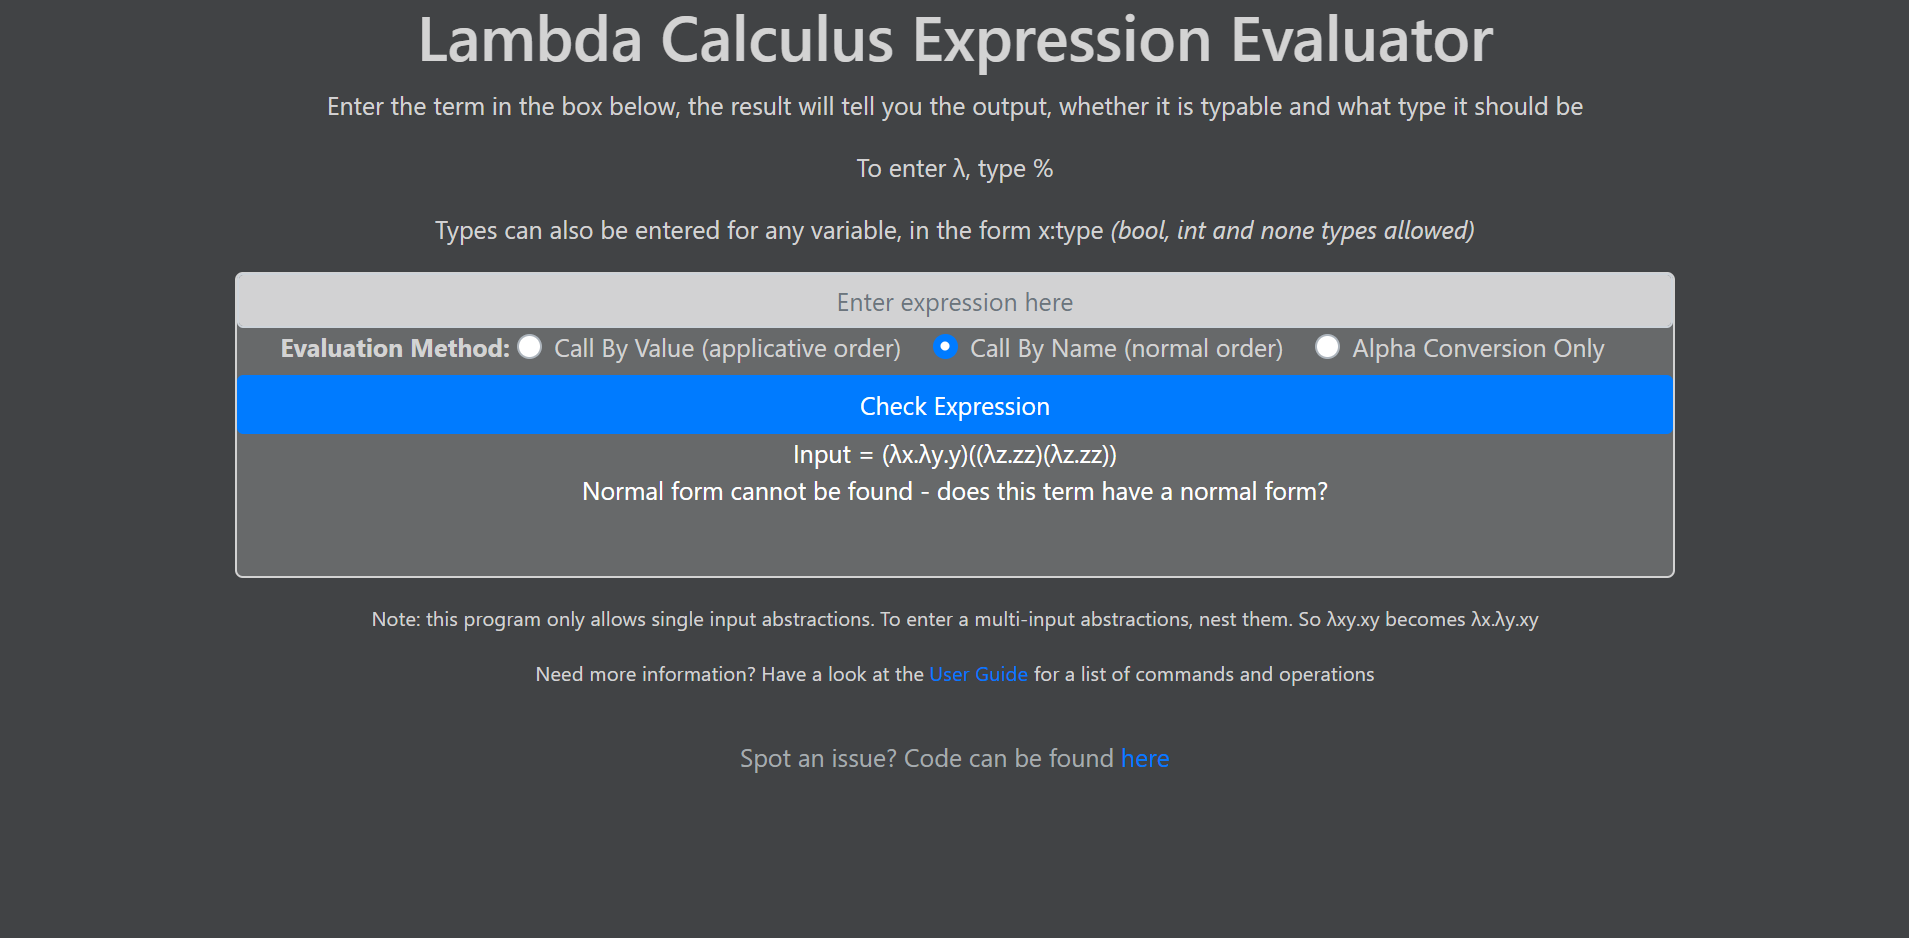 Lambda Calculus Expression Evaluator
Enter the term in the box below, the result will tell you the output, whether it is typable and what type it should be
To enter λ, type %
Types can also be entered for any variable, in the form x:type (bool, int and none types allowed)
Enter expression here
Evaluation Method: Call By Value (applicative order) Call By Name (normal order) Alpha Conversion Only
Check Expression
Input = (λx.λy.y)((λz.zz)(λz.zz))
Normal form cannot be found - does this term have a normal form?
Note: this program only allows single input abstractions. To enter a multi-input abstractions, nest them. So λxy.xy becomes λx.λy.xy
Need more information? Have a look at the User Guide for a list of commands and operations
Spot an issue? Code can be found here